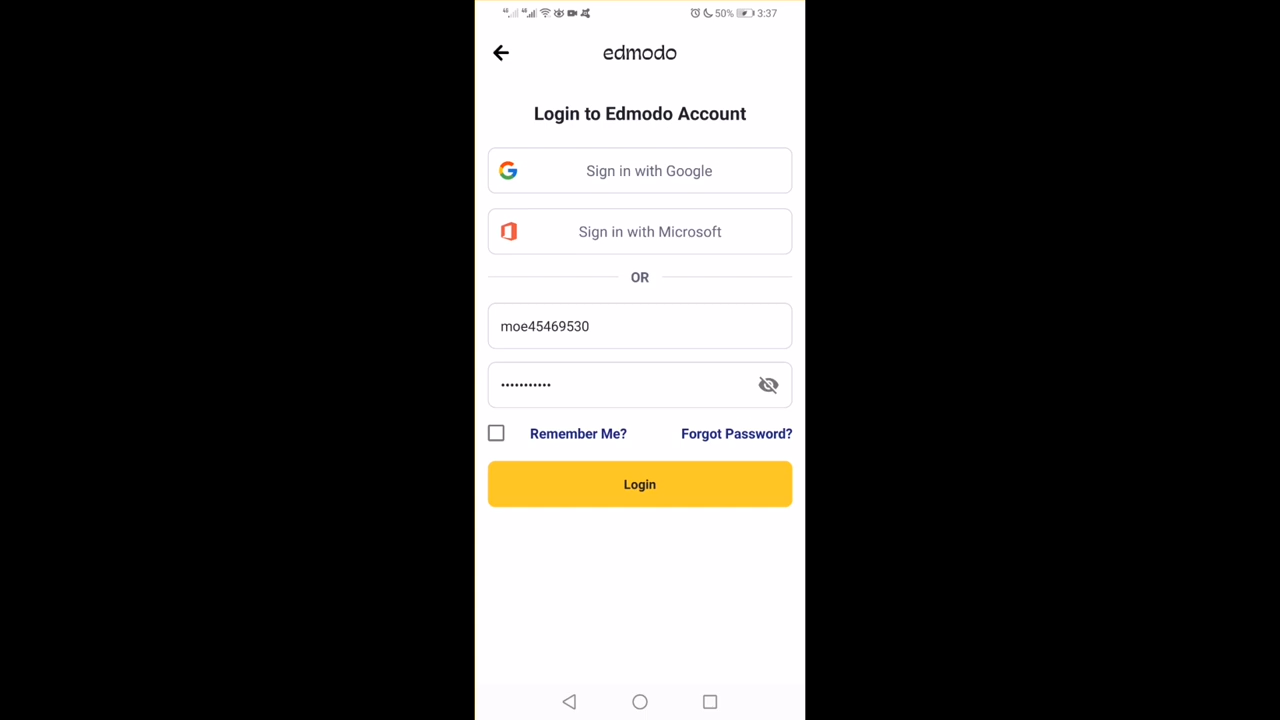 50% 3:37
edmodo
Login to Edmodo Account
Sign in with Google
Sign in with Microsoft
OR
moe45469530
•••••••••••
Remember Me? Forgot Password?
Login